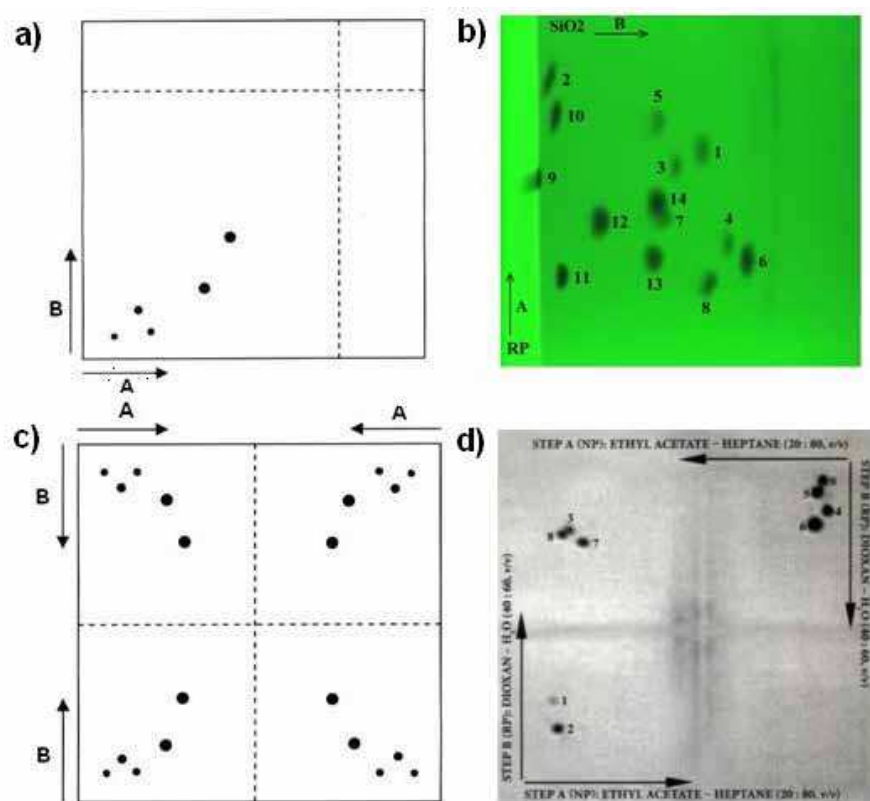 a)
B
A
b)
SiO2 B
2
10
5
1
3
9
14
7
12
4
6
11
13
8
A
RP
c)
A
A
B
B
d)
STEP A (NP): ETHYL ACETATE – HEPTANE (20 : 80, v/v)
STEP B (RP): DIOXAN – H2O (40 : 60, v/v)
5
4
6
3
8
7
STEP B (RP): DIOXAN – H2O (40 : 60, v/v)
1
2
STEP A (NP): ETHYL ACETATE – HEPTANE (20 : 80, v/v)